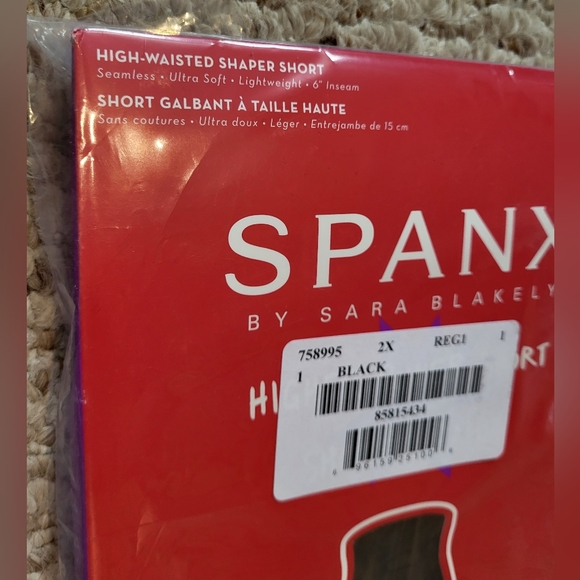 HIGH-WAISTED SHAPER SHORT
Seamless • Ultra Soft • Lightweight • 6" Inseam
SHORT GALBANT À TAILLE HAUTE
Sans coutures • Ultra doux • Léger • Entrejambe de 15 cm
SPANX
BY SARA BLAKELY
758995 2X REG1 1
1 BLACK
85815434